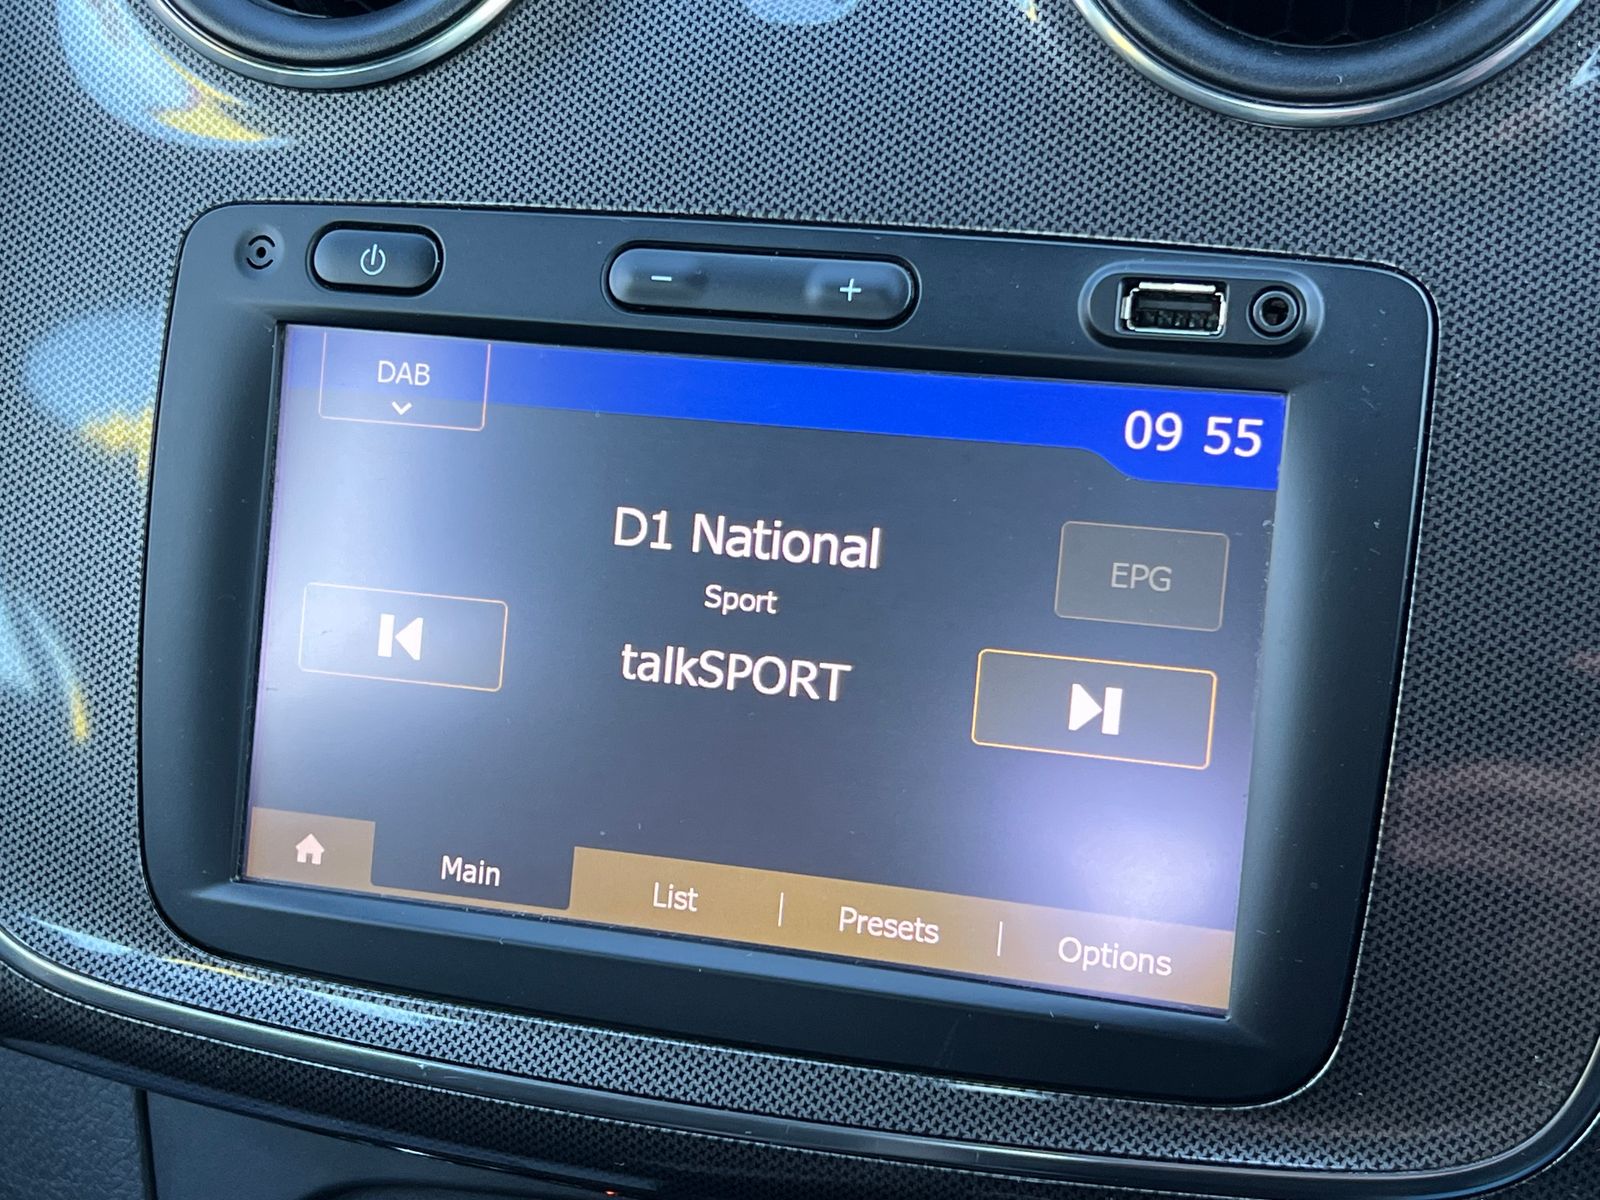 DAB
09 55
D1 National
EPG
Sport
talkSPORT
Main
List
Presets
Options